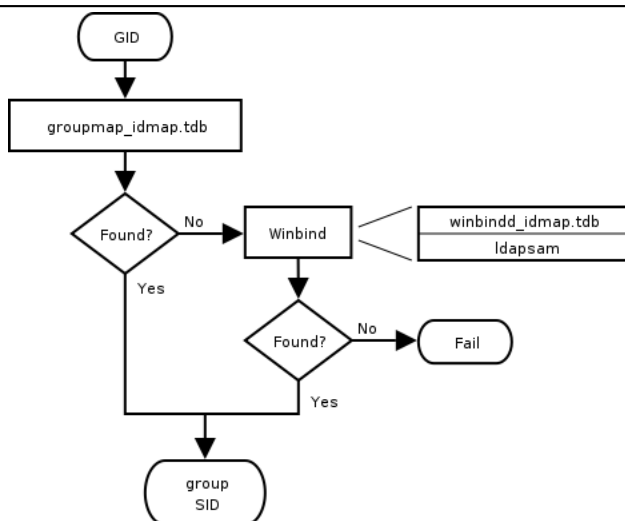 GID
groupmap_idmap.tdb
Found?
No
Winbind
winbindd_idmap.tdb
ldapsam
Yes
Found?
No
Fail
Yes
group
SID